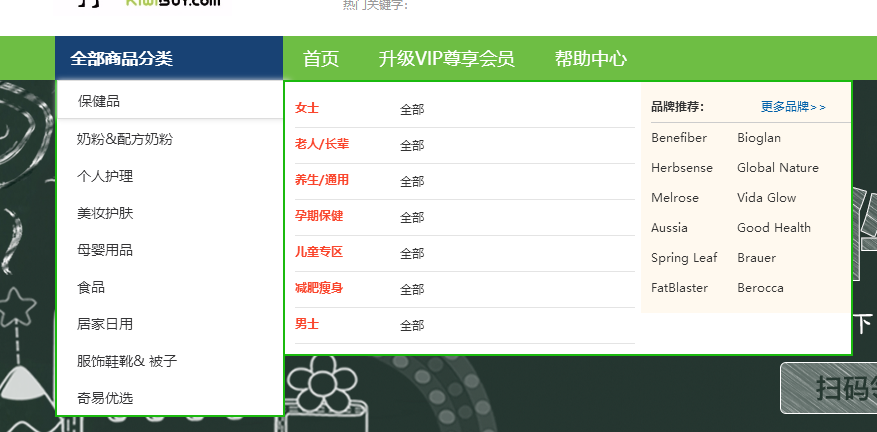 KiwiBUY.com
热门关键字：
全部商品分类 首页 升级VIP尊享会员 帮助中心
保健品
奶粉&配方奶粉
个人护理
美妆护肤
母婴用品
食品
居家日用
服饰鞋靴& 被子
奇易优选
女士 全部
老人/长辈 全部
养生/通用 全部
孕期保健 全部
儿童专区 全部
减肥瘦身 全部
男士 全部
品牌推荐： 更多品牌>>
Benefiber Bioglan
Herbsense Global Nature
Melrose Vida Glow
Aussia Good Health
Spring Leaf Brauer
FatBlaster Berocca
下
扫码